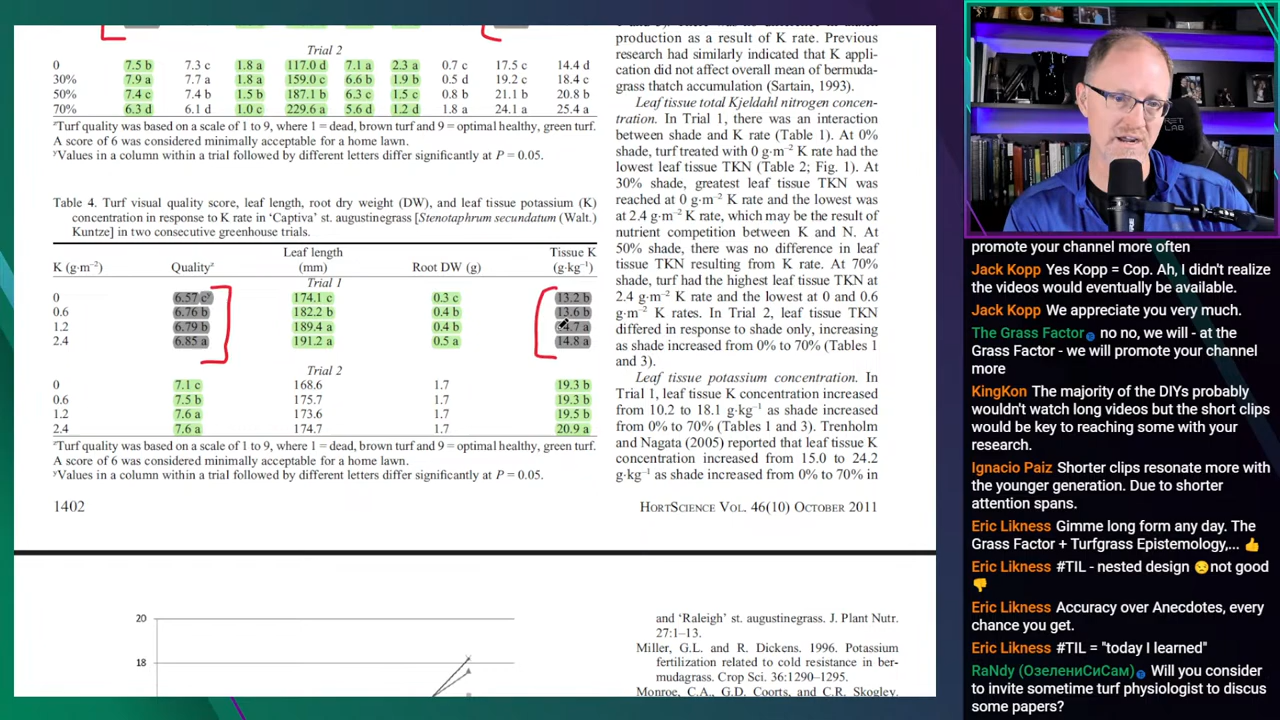 production as a result of K rate. Previous
research had similarly indicated that K appli-
cation did not affect overall mean of bermuda-
grass thatch accumulation (Sartain, 1993).
Leaf tissue total Kjeldahl nitrogen concen-
tration. In Trial 1, there was an interaction
between shade and K rate (Table 1). At 0%
shade, turf treated with 0 g·m⁻² K rate had the
lowest leaf tissue TKN (Table 2; Fig. 1). At
30% shade, greatest leaf tissue TKN was
reached at 0 g·m⁻² K rate and the lowest was
at 2.4 g·m⁻² K rate, which may be the result of
nutrient competition between K and N. At
50% shade, there was no difference in leaf
tissue TKN resulting from K rate. At 70%
shade, turf had the highest leaf tissue TKN at
2.4 g·m⁻² K rate and the lowest at 0 and 0.6
g·m⁻² K rates. In Trial 2, leaf tissue TKN
differed in response to shade only, increasing
as shade increased from 0% to 70% (Tables 1
and 3).
Leaf tissue potassium concentration. In
Trial 1, leaf tissue K concentration increased
from 10.2 to 18.1 g·kg⁻¹ as shade increased
from 0% to 70% (Tables 1 and 3). Trenholm
and Nagata (2005) reported that leaf tissue K
concentration increased from 15.0 to 24.2
g·kg⁻¹ as shade increased from 0% to 70% in
Trial 2
0 7.5 b 7.3 c 1.8 a 117.0 d 7.1 a 2.3 a 0.7 c 17.5 c 14.4 d
30% 7.9 a 7.7 a 1.8 a 159.0 c 6.6 b 1.9 b 0.5 d 19.2 c 18.4 c
50% 7.4 c 7.4 b 1.5 b 187.1 b 6.3 c 1.5 c 0.8 b 21.1 b 20.8 b
70% 6.3 d 6.1 d 1.0 c 229.6 a 5.6 d 1.2 d 1.8 a 24.1 a 25.4 a
ᶻTurf quality was based on a scale of 1 to 9, where 1 = dead, brown turf and 9 = optimal healthy, green turf.
A score of 6 was considered minimally acceptable for a home lawn.
ʸValues in a column within a trial followed by different letters differ significantly at P = 0.05.
Table 4. Turf visual quality score, leaf length, root dry weight (DW), and leaf tissue potassium (K)
concentration in response to K rate in ‘Captiva’ st. augustinegrass [Stenotaphrum secundatum (Walt.)
Kuntze] in two consecutive greenhouse trials.
K (g·m⁻²) Qualityᶻ Leaf length (mm) Root DW (g) Tissue K (g·kg⁻¹)
Trial 1
0 6.57 cʸ 174.1 c 0.3 c 13.2 b
0.6 6.76 b 182.2 b 0.4 b 13.6 b
1.2 6.79 b 189.4 a 0.4 b a
2.4 6.85 a 191.2 a 0.5 a 14.8 a
Trial 2
0 7.1 c 168.6 1.7 19.3 b
0.6 7.5 b 175.7 1.7 19.3 b
1.2 7.6 a 173.6 1.7 19.5 b
2.4 7.6 a 174.7 1.7 20.9 a
ᶻTurf quality was based on a scale of 1 to 9, where 1 = dead, brown turf and 9 = optimal healthy, green turf.
A score of 6 was considered minimally acceptable for a home lawn.
ʸValues in a column within a trial followed by different letters differ significantly at P = 0.05.
1402
HORTSCIENCE VOL. 46(10) OCTOBER 2011
20
18
and ‘Raleigh’ st. augustinegrass. J. Plant Nutr.
27:1–13.
Miller, G.L. and R. Dickens. 1996. Potassium
fertilization related to cold resistance in ber-
mudagrass. Crop Sci. 36:1290–1295.
Monroe, C.A., G.D. Coorts, and C.R. Skogley.
promote your channel more often
Jack Kopp Yes Kopp = Cop. Ah, I didn't realize
the videos would eventually be available.
Jack Kopp We appreciate you very much.
The Grass Factor no no, we will - at the
Grass Factor - we will promote your channel
more
KingKon The majority of the DIYs probably
wouldn't watch long videos but the short clips
would be key to reaching some with your
research.
Ignacio Paiz Shorter clips resonate more with
the younger generation. Due to shorter
attention spans.
Eric Likness Gimme long form any day. The
Grass Factor + Turfgrass Epistemology,... 👍
Eric Likness #TIL - nested design 😒not good
👎
Eric Likness Accuracy over Anecdotes, every
chance you get.
Eric Likness #TIL = "today I learned"
RaNdy (ОзелениСиСам) Will you consider
to invite sometime turf physiologist to discuss
some papers?